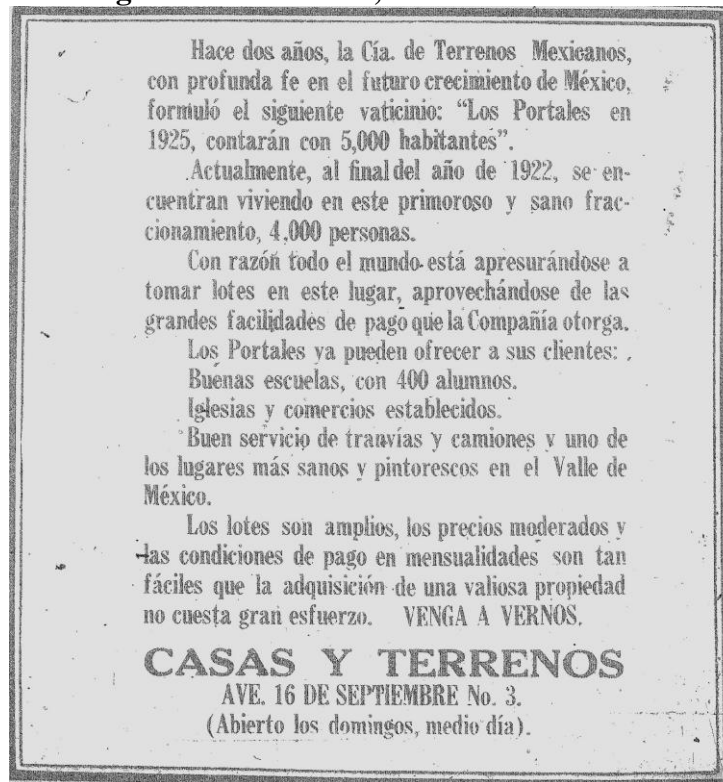 Hace dos años, la Cía. de Terrenos Mexicanos,
con profunda fe en el futuro crecimiento de México,
formuló el siguiente vaticinio: “Los Portales en
1925, contarán con 5,000 habitantes”.
Actualmente, al final del año de 1922, se en-
cuentran viviendo en este primoroso y sano frac-
cionamiento, 4,000 personas.
Con razón todo el mundo está apresurándose a
tomar lotes en este lugar, aprovechándose de las
grandes facilidades de pago que la Compañía otorga.
Los Portales ya pueden ofrecer a sus clientes:
Buenas escuelas, con 400 alumnos.
Iglesias y comercios establecidos.
Buen servicio de tranvías y camiones y uno de
los lugares más sanos y pintorescos en el Valle de
México.
Los lotes son amplios, los precios moderados y
las condiciones de pago en mensualidades son tan
fáciles que la adquisición de una valiosa propiedad
no cuesta gran esfuerzo. VENGA A VERNOS.
CASAS Y TERRENOS
AVE. 16 DE SEPTIEMBRE No. 3.
(Abierto los domingos, medio día).